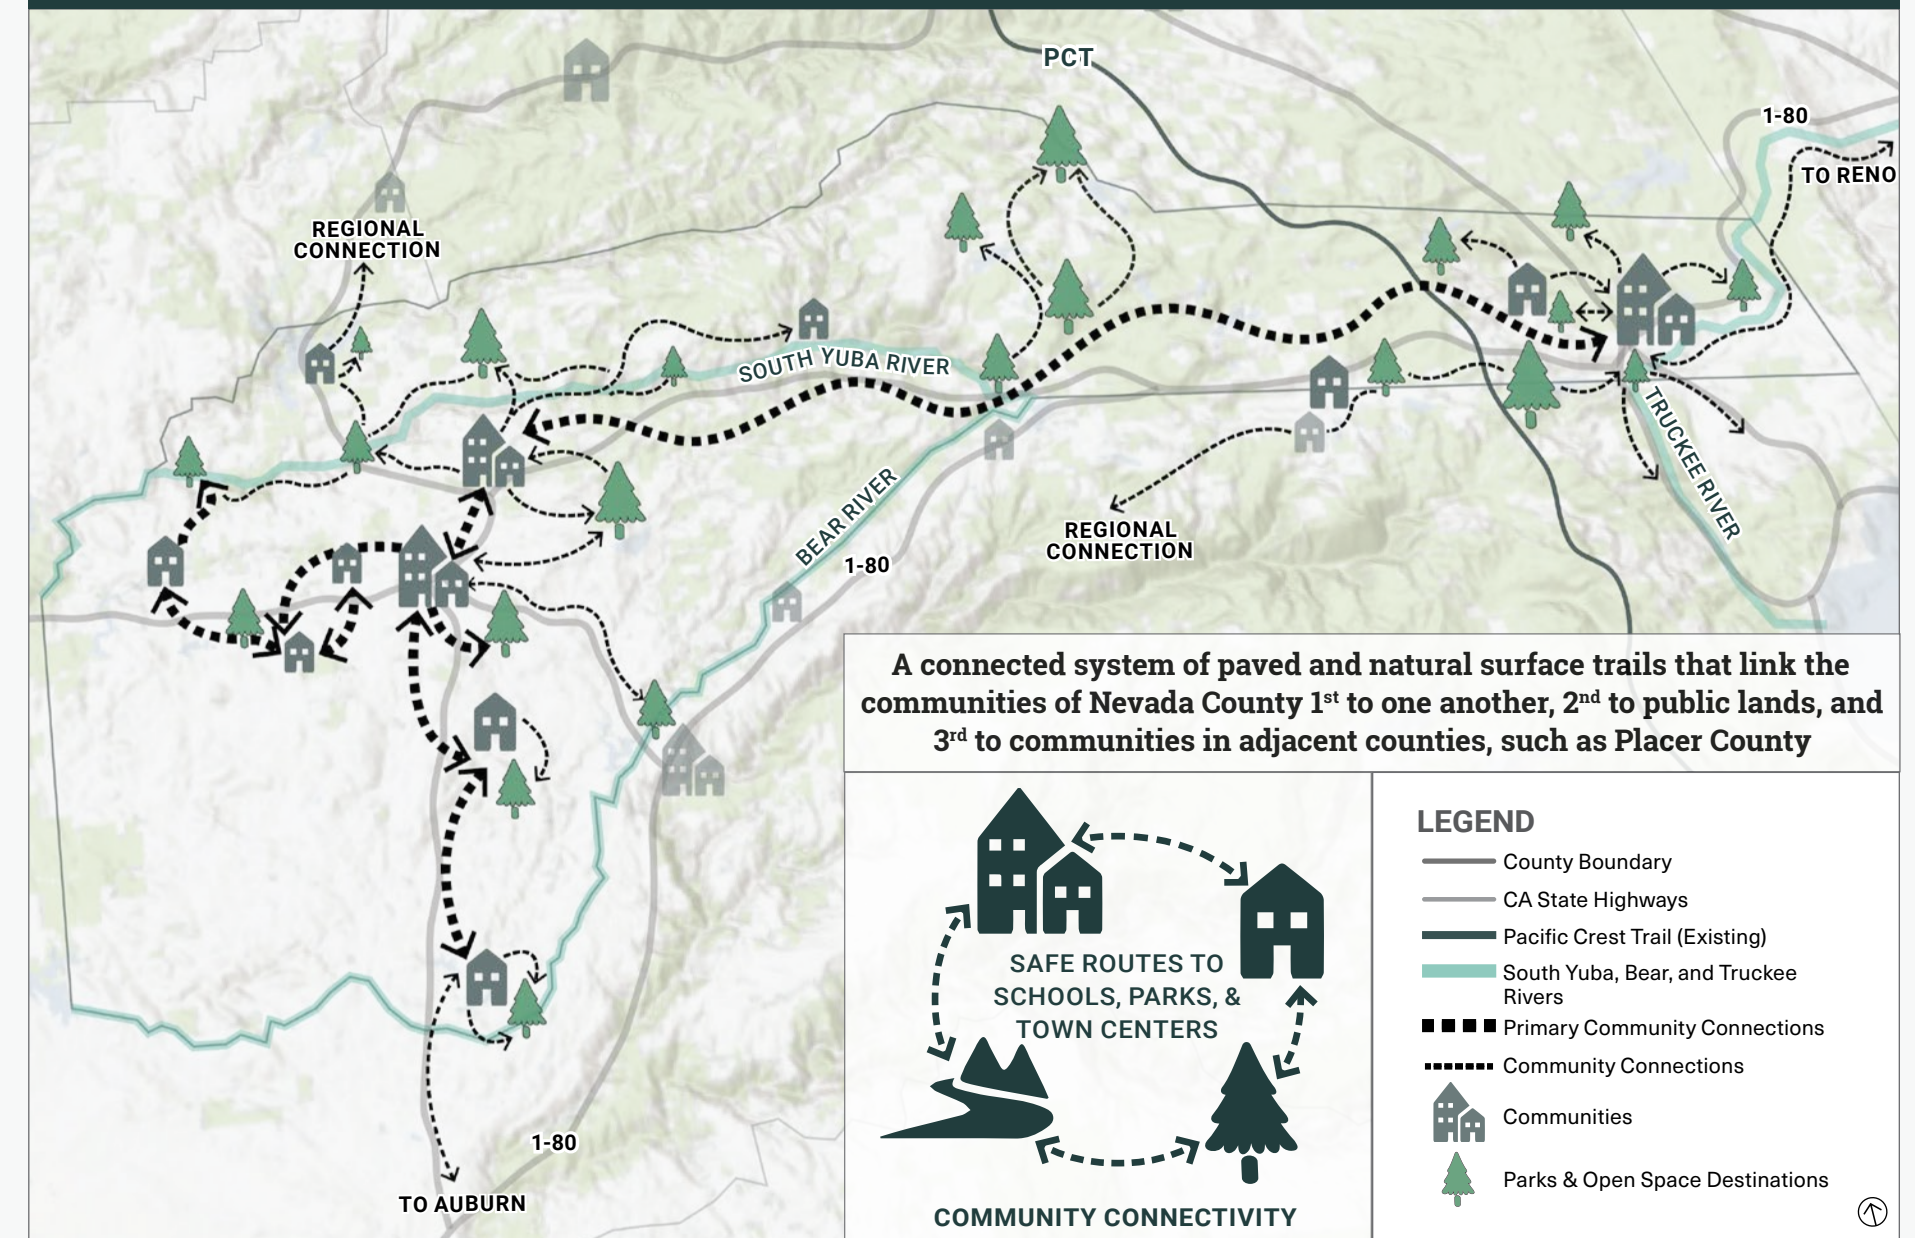 PCT
1-80
TO RENO
REGIONAL
CONNECTION
SOUTH YUBA RIVER
TRUCKEE RIVER
BEAR RIVER
REGIONAL
CONNECTION
1-80
A connected system of paved and natural surface trails that link the
communities of Nevada County 1st to one another, 2nd to public lands, and
3rd to communities in adjacent counties, such as Placer County
SAFE ROUTES TO
SCHOOLS, PARKS, &
TOWN CENTERS
COMMUNITY CONNECTIVITY
LEGEND
County Boundary
CA State Highways
Pacific Crest Trail (Existing)
South Yuba, Bear, and Truckee
Rivers
Primary Community Connections
Community Connections
Communities
Parks & Open Space Destinations
1-80
TO AUBURN